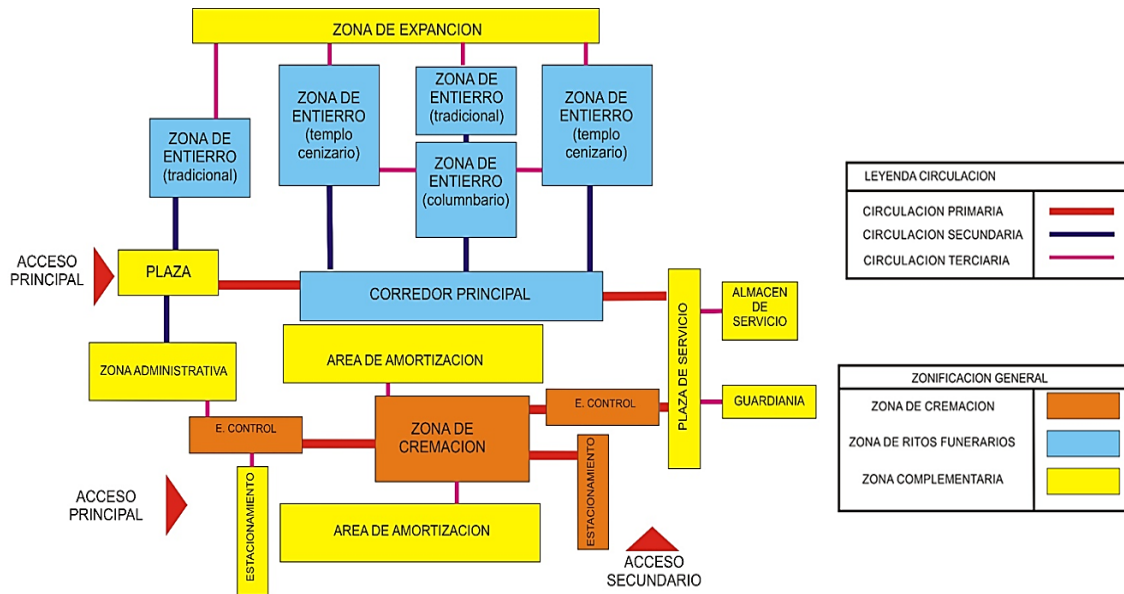 ZONA DE EXPANCION
ZONA DE
ENTIERRO
(tradicional)
ZONA DE
ENTIERRO
(templo
cenizario)
ZONA DE
ENTIERRO
(tradicional)
ZONA DE
ENTIERRO
(columnbario)
ZONA DE
ENTIERRO
(templo
cenizario)
ACCESO
PRINCIPAL
PLAZA
CORREDOR PRINCIPAL
PLAZA DE SERVICIO
ALMACEN
DE
SERVICIO
ZONA ADMINISTRATIVA
AREA DE AMORTIZACION
E. CONTROL
ZONA DE
CREMACION
E. CONTROL
GUARDIANIA
ACCESO
PRINCIPAL
ESTACIONAMIENTO
AREA DE AMORTIZACION
ESTACIONAMIENTO
ACCESO
SECUNDARIO
LEYENDA CIRCULACION
CIRCULACION PRIMARIA
CIRCULACION SECUNDARIA
CIRCULACION TERCIARIA
ZONIFICACION GENERAL
ZONA DE CREMACION
ZONA DE RITOS FUNERARIOS
ZONA COMPLEMENTARIA